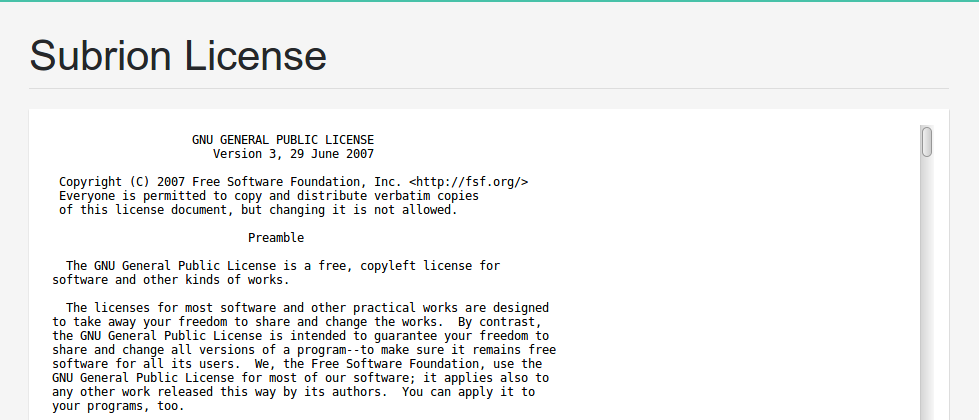 Subrion License
GNU GENERAL PUBLIC LICENSE
Version 3, 29 June 2007
Copyright (C) 2007 Free Software Foundation, Inc. <http://fsf.org/>
Everyone is permitted to copy and distribute verbatim copies
of this license document, but changing it is not allowed.
Preamble
The GNU General Public License is a free, copyleft license for
software and other kinds of works.
The licenses for most software and other practical works are designed
to take away your freedom to share and change the works.  By contrast,
the GNU General Public License is intended to guarantee your freedom to
share and change all versions of a program--to make sure it remains free
software for all its users.  We, the Free Software Foundation, use the
GNU General Public License for most of our software; it applies also to
any other work released this way by its authors.  You can apply it to
your programs, too.